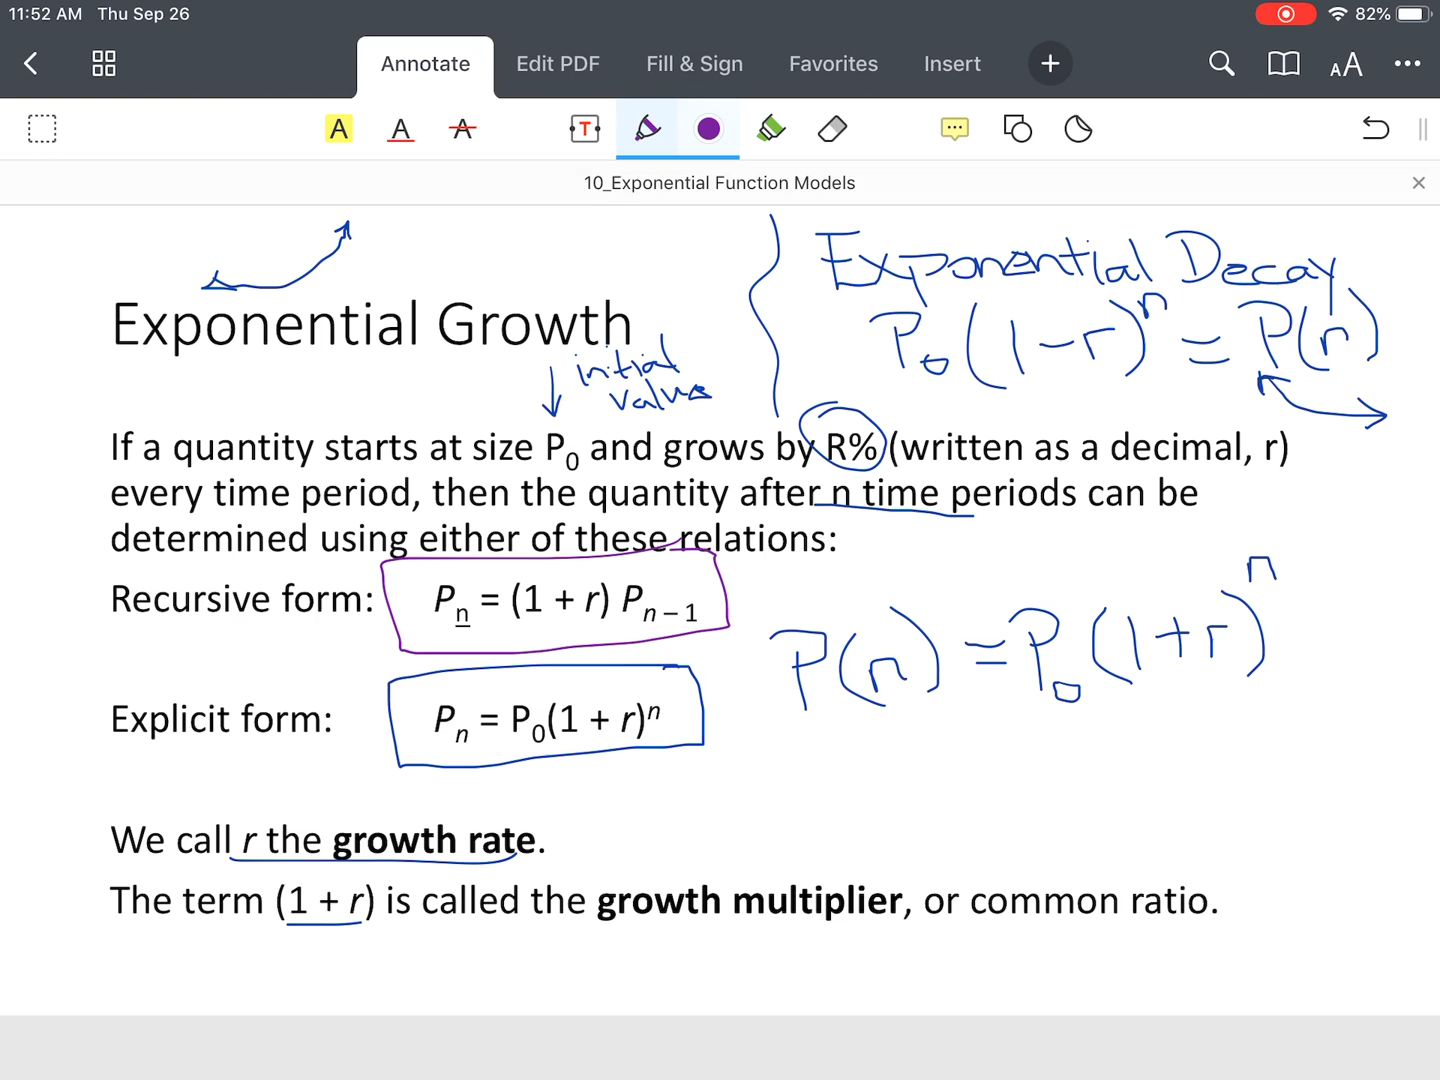 11:52 AM Thu Sep 26 82%
Annotate Edit PDF Fill & Sign Favorites Insert
AA
A A A T
10_Exponential Function Models
Exponential Decay
P₀(1-r)ⁿ = P(r)
Exponential Growth
initial
value
If a quantity starts at size P₀ and grows by R% (written as a decimal, r)
every time period, then the quantity after n time periods can be
determined using either of these relations:
Recursive form: Pₙ = (1 + r) Pₙ₋₁
P(n) = P₀(1+r)ⁿ
Explicit form: Pₙ = P₀(1 + r)ⁿ
We call r the growth rate.
The term (1 + r) is called the growth multiplier, or common ratio.